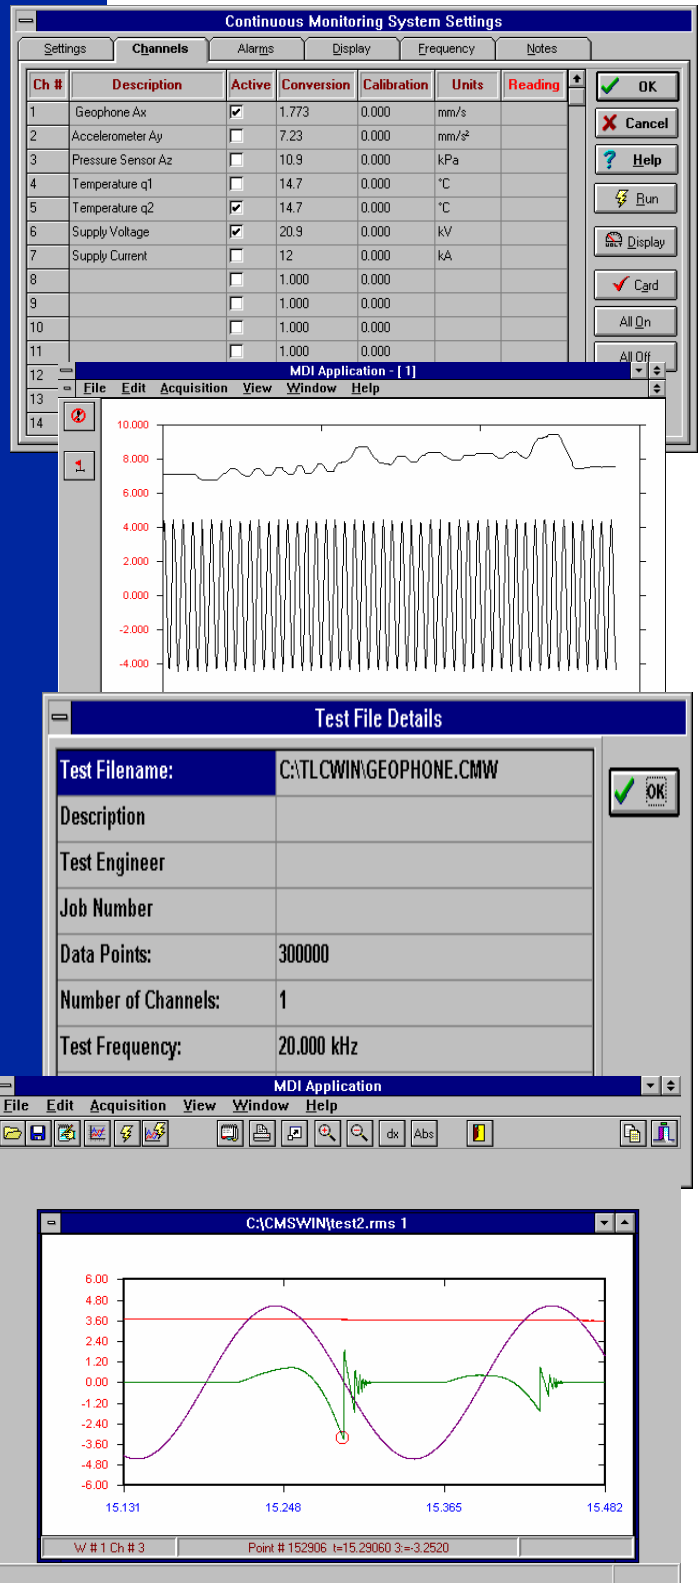 Continuous Monitoring System Settings
Settings Channels Alarms Display Frequency Notes
Ch # Description Active Conversion Calibration Units Reading
1 Geophone Ax 1.773 0.000 mm/s
2 Accelerometer Ay 7.23 0.000 mm/s²
3 Pressure Sensor Az 10.9 0.000 kPa
4 Temperature q1 14.7 0.000 °C
5 Temperature q2 14.7 0.000 °C
6 Supply Voltage 20.9 0.000 kV
7 Supply Current 12 0.000 kA
8 1.000 0.000
9 1.000 0.000
10 1.000 0.000
11 1.000 0.000
12
13
14
OK
Cancel
? Help
Run
VOLT Display
Card
All On
All Off
MDI Application - [ 1]
File Edit Acquisition View Window Help
10.000
8.000
6.000
4.000
2.000
0.000
-2.000
-4.000
Test File Details
Test Filename: C:\TLCWIN\GEOPHONE.CMW
Description
Test Engineer
Job Number
Data Points: 300000
Number of Channels: 1
Test Frequency: 20.000 kHz
OK
MDI Application
File Edit Acquisition View Window Help
dx Abs
C:\CMSWIN\test2.rms 1
6.00
4.80
3.60
2.40
1.20
0.00
-1.20
-2.40
-3.60
-4.80
-6.00
15.131 15.248 15.365 15.482
W # 1 Ch # 3 Point # 152906 t=15.29060 3:=-3.2520